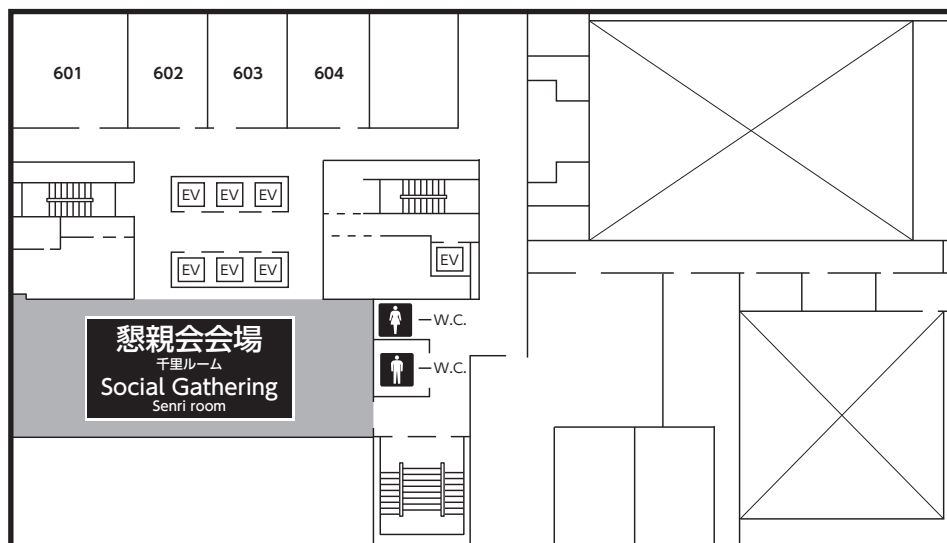 601
602
603
604
EV
EV
EV
EV
EV
EV
EV
W.C.
W.C.
懇親会会場
千里ルーム
Social Gathering
Senri room